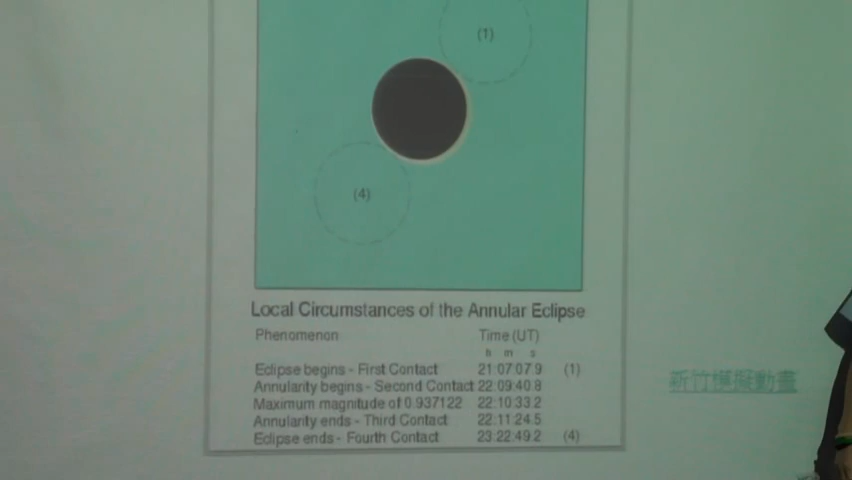 (1)
(4)
Local Circumstances of the Annular Eclipse
Phenomenon Time (UT)
h m s
Eclipse begins - First Contact 21:07:07.9 (1)
Annularity begins - Second Contact 22:09:40.8
Maximum magnitude of 0.937122 22:10:33.2
Annularity ends - Third Contact 22:11:24.5
Eclipse ends - Fourth Contact 23:22:49.2 (4)
新竹模擬動畫